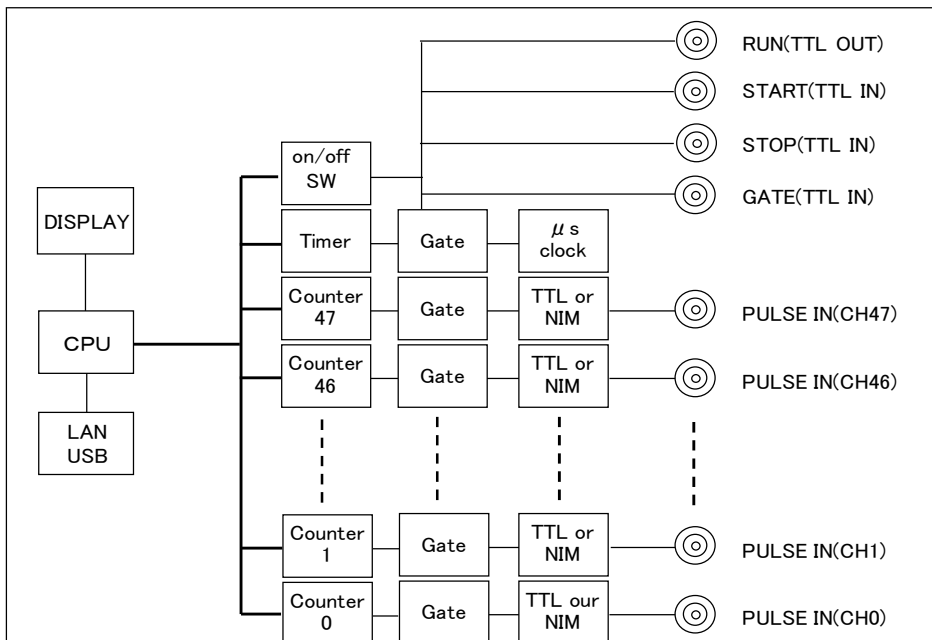 RUN(TTL OUT)
START(TTL IN)
STOP(TTL IN)
GATE(TTL IN)
on/off
SW
DISPLAY
Timer
Gate
μs
clock
Counter
47
Gate
TTL or
NIM
PULSE IN(CH47)
CPU
Counter
46
Gate
TTL or
NIM
PULSE IN(CH46)
LAN
USB
Counter
1
Gate
TTL or
NIM
PULSE IN(CH1)
Counter
0
Gate
TTL our
NIM
PULSE IN(CH0)